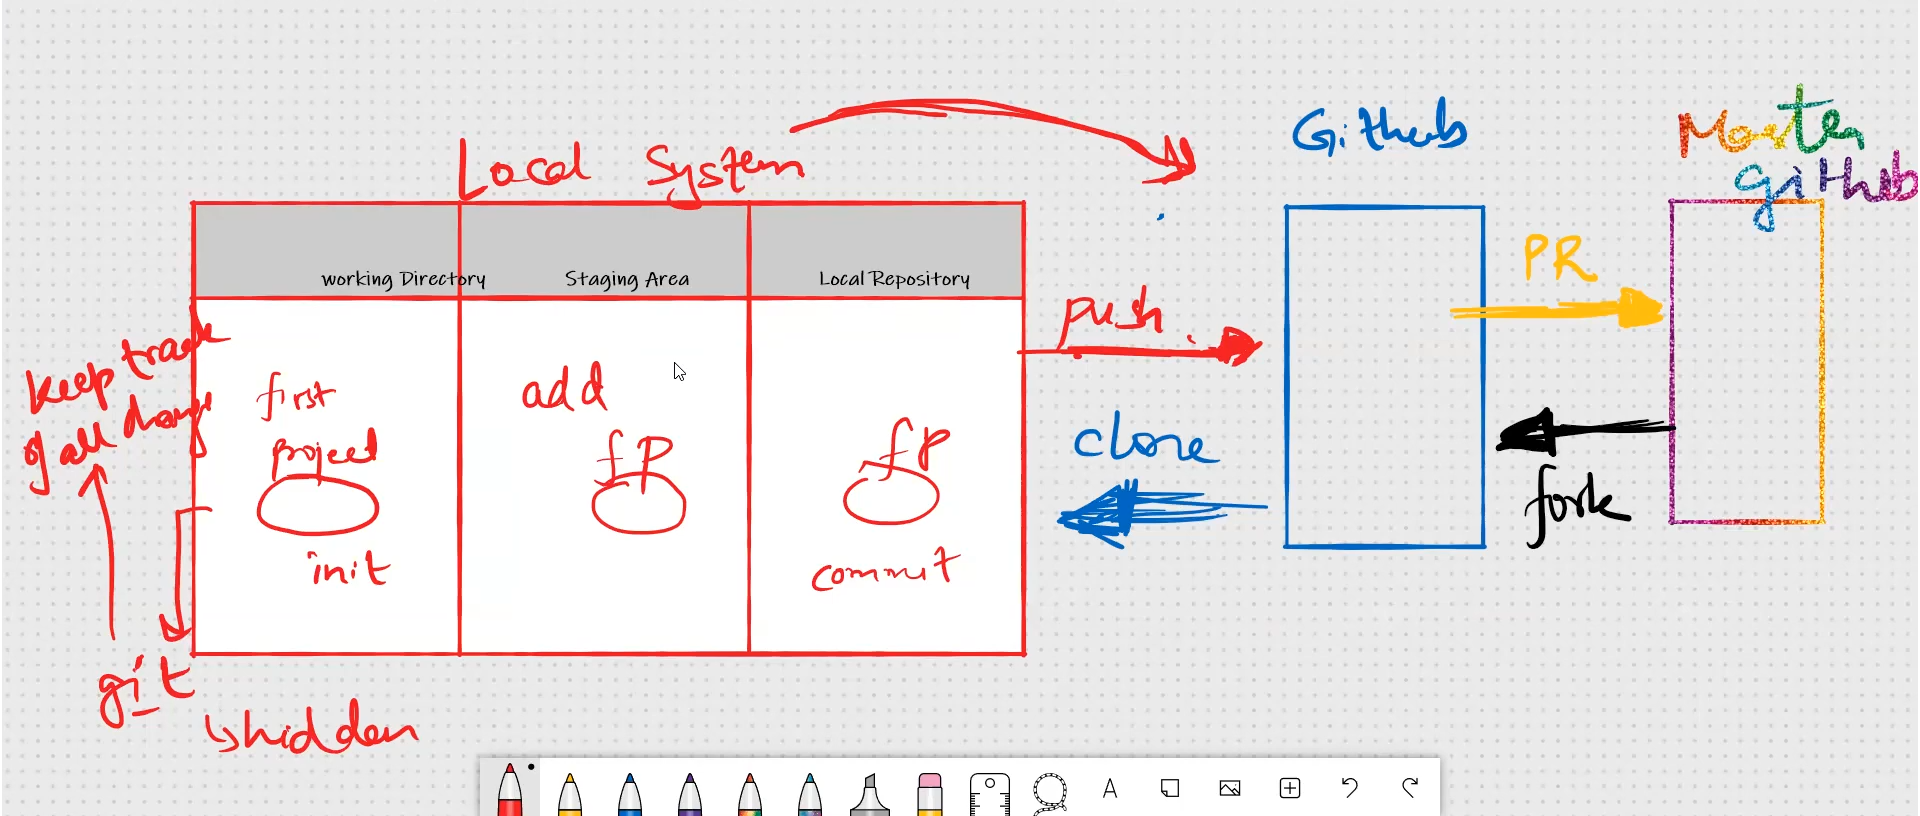 Local System
Github
Master
gitHub
working Directory
Staging Area
Local Repository
PR
push
keep track
of all change
first
project
init
add
fP
fP
commit
clone
fork
git
hidden
A